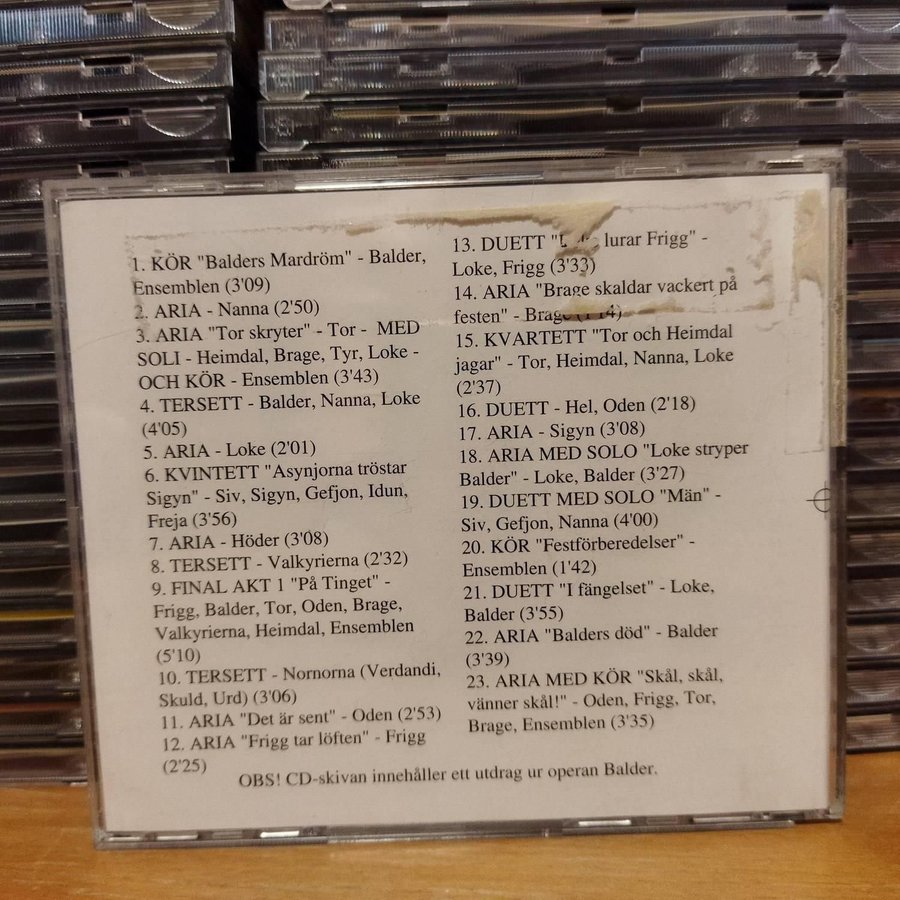 1. KÖR "Balders Mardröm" - Balder,
Ensemblen (3'09)
2. ARIA - Nanna (2'50)
3. ARIA "Tor skryter" - Tor - MED
SOLI - Heimdal, Brage, Tyr, Loke -
OCH KÖR - Ensemblen (3'43)
4. TERSETT - Balder, Nanna, Loke
(4'05)
5. ARIA - Loke (2'01)
6. KVINTETT "Asynjorna tröstar
Sigyn" - Siv, Sigyn, Gefjon, Idun,
Freja (3'56)
7. ARIA - Höder (3'08)
8. TERSETT - Valkyrierna (2'32)
9. FINAL AKT 1 "På Tinget" -
Frigg, Balder, Tor, Oden, Brage,
Valkyrierna, Heimdal, Ensemblen
(5'10)
10. TERSETT - Nornorna (Verdandi,
Skuld, Urd) (3'06)
11. ARIA "Det är sent" - Oden (2'53)
12. ARIA "Frigg tar löften" - Frigg
(2'25)
13. DUETT " lurar Frigg" -
Loke, Frigg (3'33)
14. ARIA "Brage skaldar vackert på
festen" - Brage (1'14)
15. KVARTETT "Tor och Heimdal
jagar" - Tor, Heimdal, Nanna, Loke
(2'37)
16. DUETT - Hel, Oden (2'18)
17. ARIA - Sigyn (3'08)
18. ARIA MED SOLO "Loke stryper
Balder" - Loke, Balder (3'27)
19. DUETT MED SOLO "Män" -
Siv, Gefjon, Nanna (4'00)
20. KÖR "Festförberedelser" -
Ensemblen (1'42)
21. DUETT "I fängelset" - Loke,
Balder (3'55)
22. ARIA "Balders död" - Balder
(3'39)
23. ARIA MED KÖR "Skål, skål,
vänner skål!" - Oden, Frigg, Tor,
Brage, Ensemblen (3'35)
OBS! CD-skivan innehåller ett utdrag ur operan Balder.